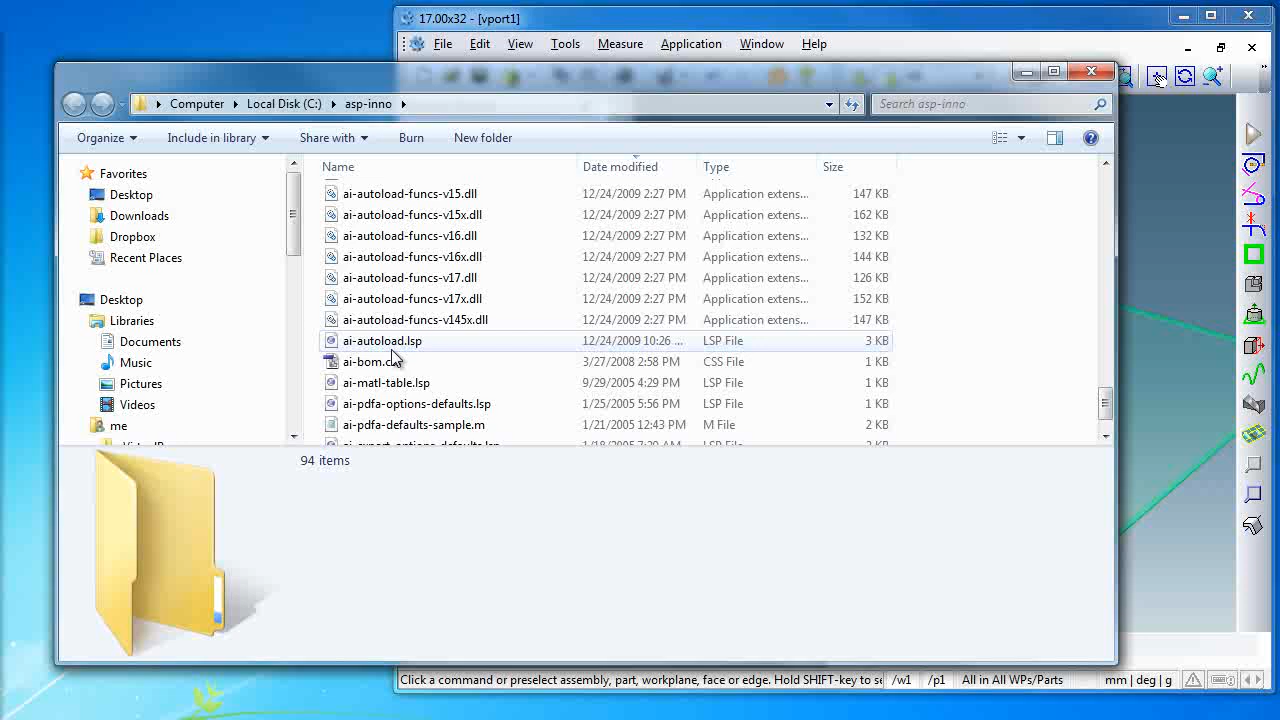 17.00x32 - [vport1]
File Edit View Tools Measure Application Window Help
Computer Local Disk (C:) asp-inno
Search asp-inno
Organize Include in library Share with Burn New folder
Name Date modified Type Size
Favorites
Desktop
Downloads
Dropbox
Recent Places
Desktop
Libraries
Documents
Music
Pictures
Videos
me
ai-autoload-funcs-v15.dll 12/24/2009 2:27 PM Application extens... 147 KB
ai-autoload-funcs-v15x.dll 12/24/2009 2:27 PM Application extens... 162 KB
ai-autoload-funcs-v16.dll 12/24/2009 2:27 PM Application extens... 132 KB
ai-autoload-funcs-v16x.dll 12/24/2009 2:27 PM Application extens... 144 KB
ai-autoload-funcs-v17.dll 12/24/2009 2:27 PM Application extens... 126 KB
ai-autoload-funcs-v17x.dll 12/24/2009 2:27 PM Application extens... 152 KB
ai-autoload-funcs-v145x.dll 12/24/2009 2:27 PM Application extens... 147 KB
ai-autoload.lsp 12/24/2009 10:26 ... LSP File 3 KB
3/27/2008 2:58 PM CSS File 1 KB
ai-matl-table.lsp 9/29/2005 4:29 PM LSP File 1 KB
ai-pdfa-options-defaults.lsp 1/25/2005 5:56 PM LSP File 1 KB
ai-pdfa-defaults-sample.m 1/21/2005 12:43 PM M File 2 KB
94 items
Click a command or preselect assembly, part, workplane, face or edge. Hold SHIFT-key to se /w1 /p1 All in All WPs/Parts mm | deg | g